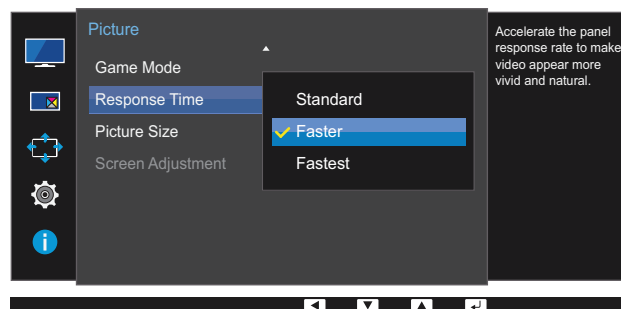 Picture
Game Mode
Response Time
Picture Size
Screen Adjustment
Standard
Faster
Fastest
Accelerate the panel
response rate to make
video appear more
vivid and natural.